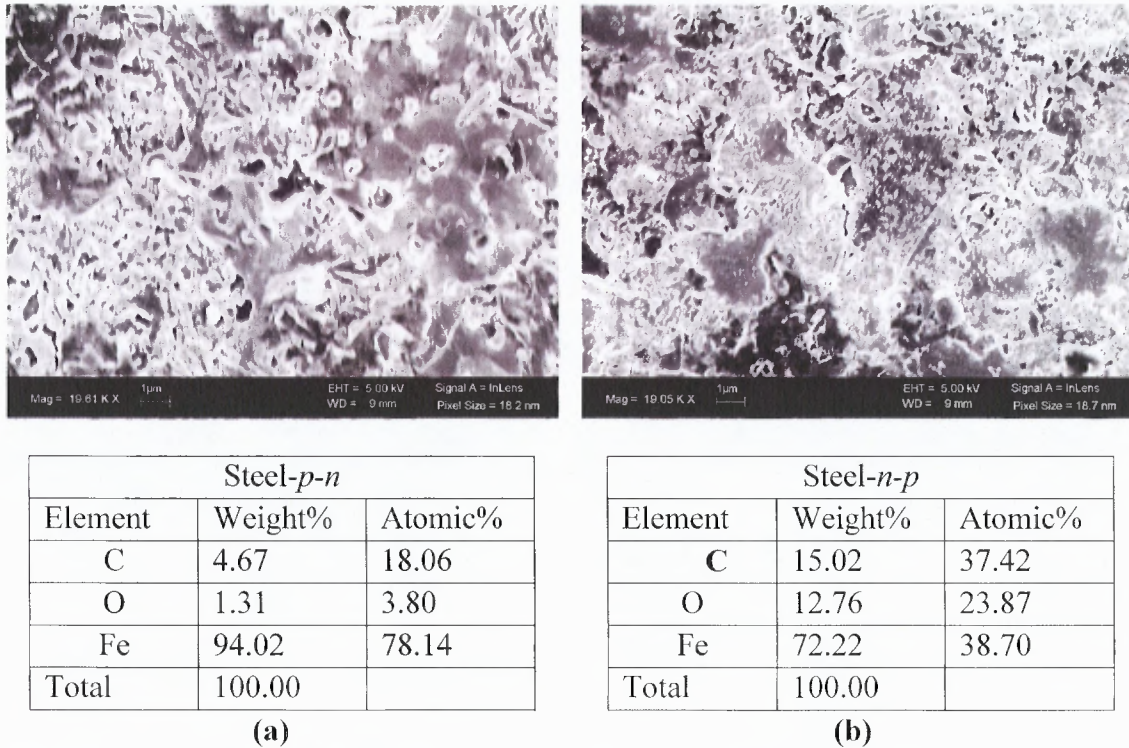 Mag = 19.61 K X
1µm
EHT = 5.00 kV
WD = 9 mm
Signal A = InLens
Pixel Size = 18.2 nm
Mag = 19.05 K X
1µm
EHT = 5.00 kV
WD = 9 mm
Signal A = InLens
Pixel Size = 18.7 nm
Steel-p-n
Element Weight% Atomic%
C 4.67 18.06
O 1.31 3.80
Fe 94.02 78.14
Total 100.00
(a)
Steel-n-p
Element Weight% Atomic%
C 15.02 37.42
O 12.76 23.87
Fe 72.22 38.70
Total 100.00
(b)